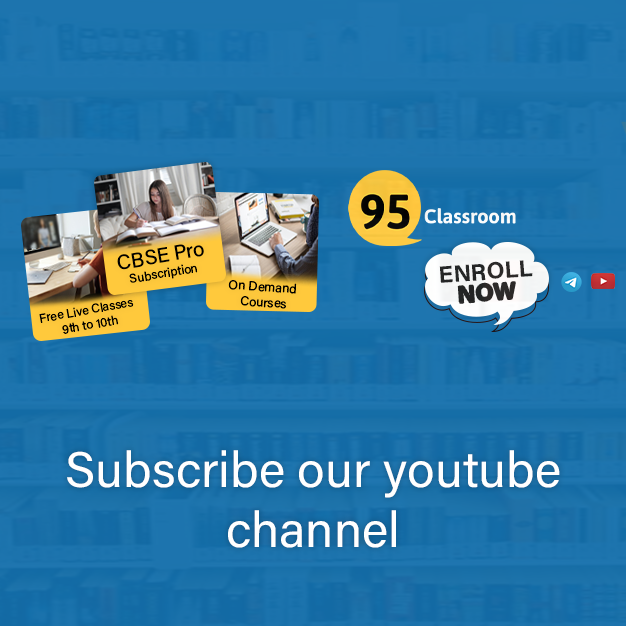 CBSE Pro
Subscription
Free Live Classes
9th to 10th
On Demand
Courses
95 Classroom
ENROLL
NOW
Subscribe our youtube
channel